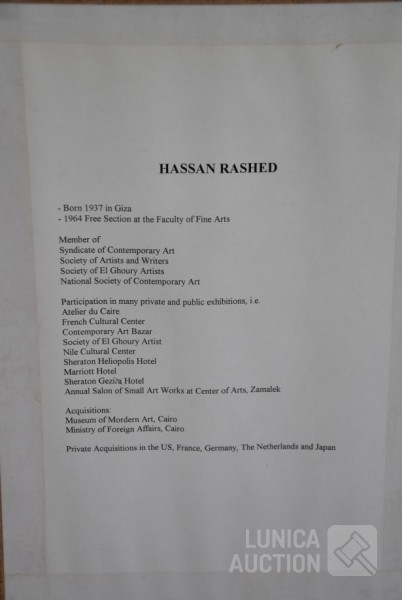 HASSAN RASHED
- Born 1937 in Giza
- 1964 Free Section at the Faculty of Fine Arts
Member of
Syndicate of Contemporary Art
Society of Artists and Writers
Society of El Ghoury Artists
National Society of Contemporary Art
Participation in many private and public exhibitions, i.e.
Atelier du Caire
French Cultural Center
Contemporary Art Bazar
Society of El Ghoury Artist
Nile Cultural Center
Sheraton Heliopolis Hotel
Marriott Hotel
Sheraton Gezira Hotel
Annual Salon of Small Art Works at Center of Arts, Zamalek
Acquisitions:
Museum of Mordern Art, Cairo
Ministry of Foreign Affairs, Cairo
Private Acquisitions in the US, France, Germany, The Netherlands and Japan
LUNICA
AUCTION